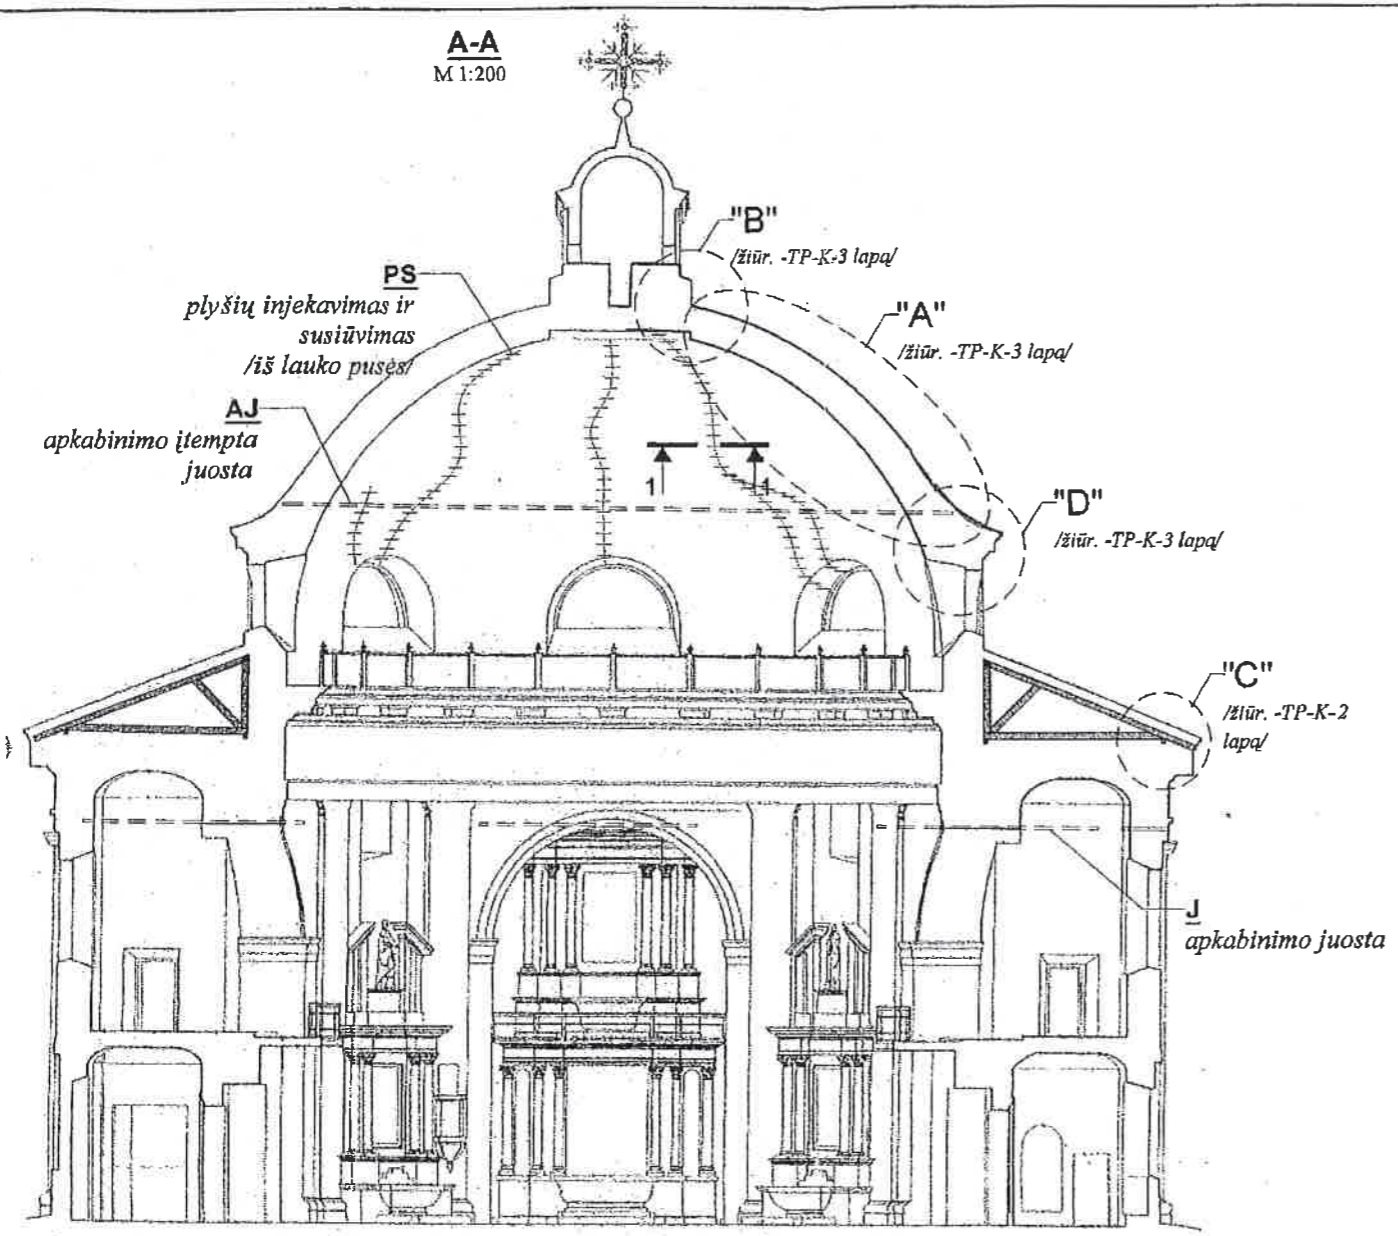 A-A
M 1:200
"B"
/žiūr. -TP-K-3 lapą/
PS
plyšių injekavimas ir
susiūvimas
/iš lauko pusės/
"A"
/žiūr. -TP-K-3 lapą/
AJ
apkabinimo įtempta
juosta
1
1
"D"
/žiūr. -TP-K-3 lapą/
"C"
/žiūr. -TP-K-2
lapą/
J
apkabinimo juosta